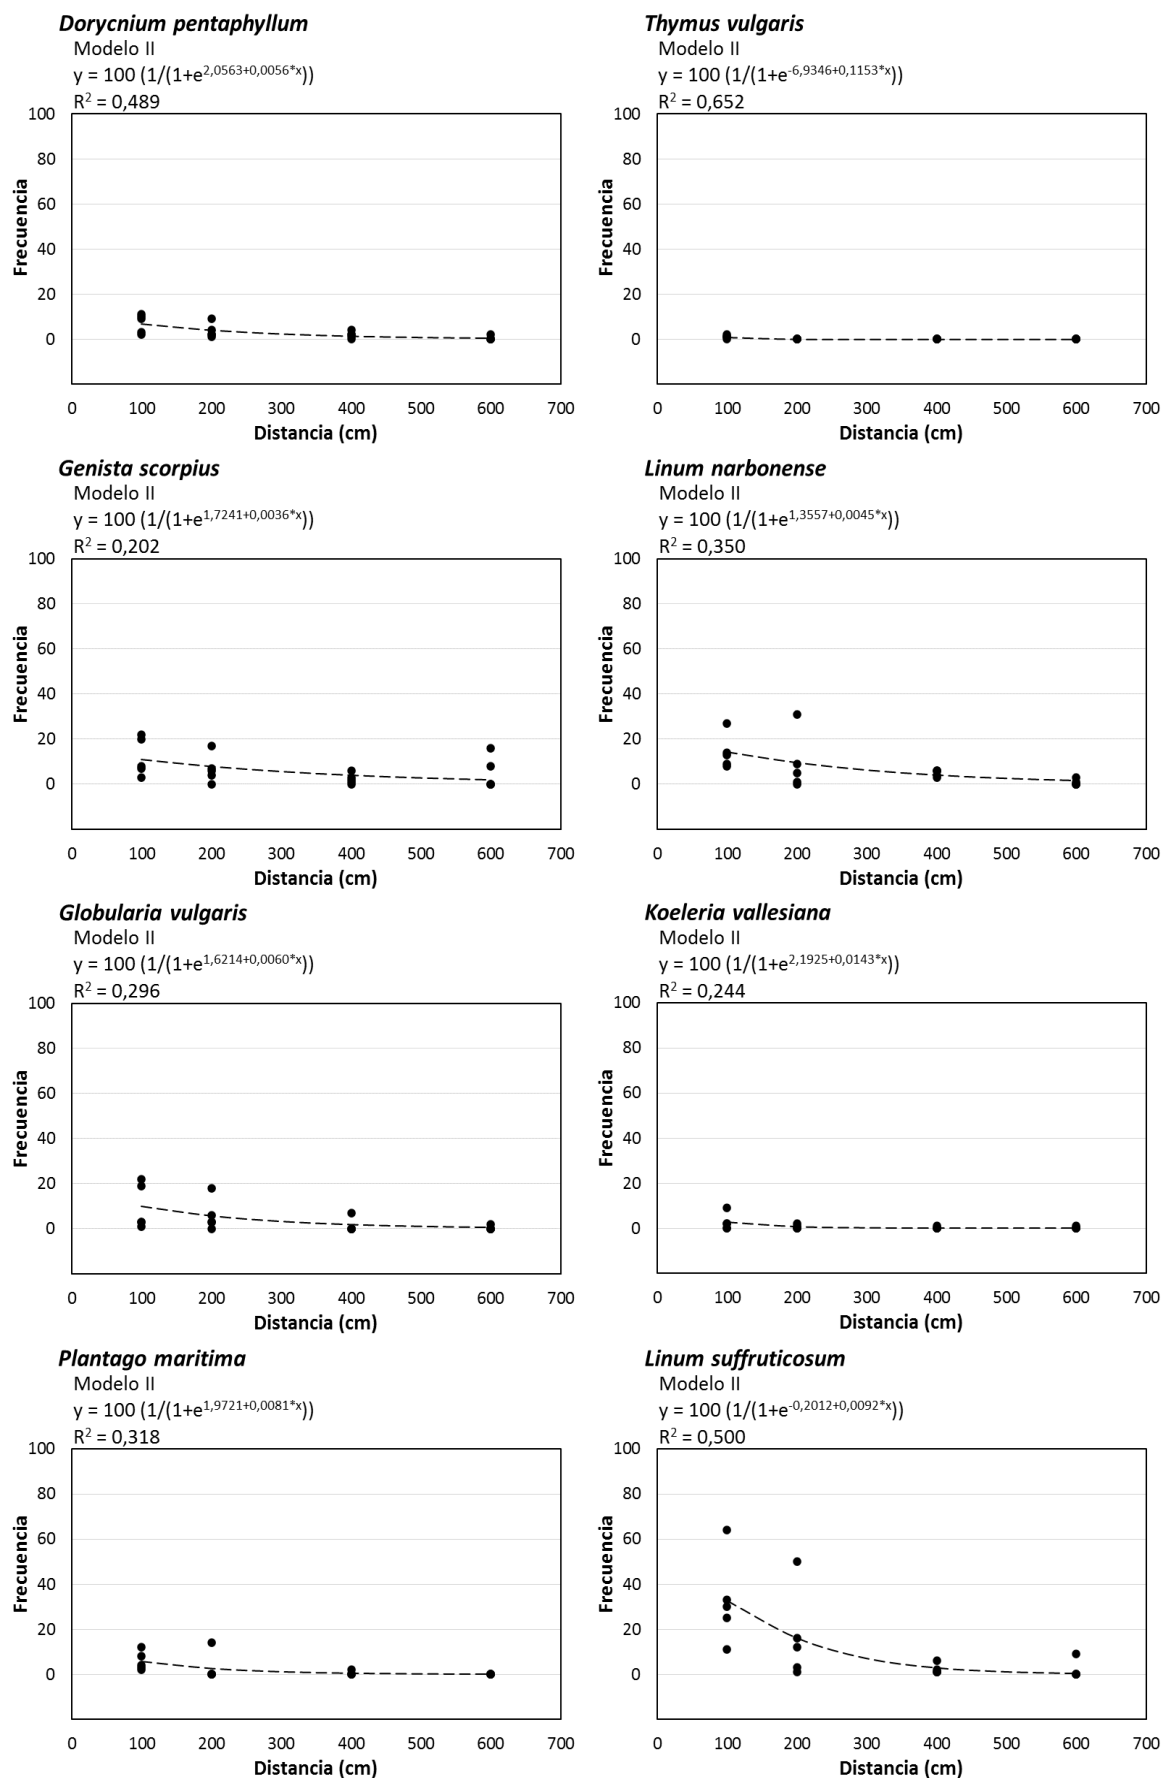 Dorycnium pentaphyllum
Modelo II
y = 100 (1/(1+e^2,0563+0,0056*x))
R² = 0,489
100
80
60
40
20
0
Frecuencia
0 100 200 300 400 500 600 700
Distancia (cm)
Thymus vulgaris
Modelo II
y = 100 (1/(1+e^-6,9346+0,1153*x))
R² = 0,652
100
80
60
40
20
0
Frecuencia
0 100 200 300 400 500 600 700
Distancia (cm)
Genista scorpius
Modelo II
y = 100 (1/(1+e^1,7241+0,0036*x))
R² = 0,202
100
80
60
40
20
0
Frecuencia
0 100 200 300 400 500 600 700
Distancia (cm)
Linum narbonense
Modelo II
y = 100 (1/(1+e^1,3557+0,0045*x))
R² = 0,350
100
80
60
40
20
0
Frecuencia
0 100 200 300 400 500 600 700
Distancia (cm)
Globularia vulgaris
Modelo II
y = 100 (1/(1+e^1,6214+0,0060*x))
R² = 0,296
100
80
60
40
20
0
Frecuencia
0 100 200 300 400 500 600 700
Distancia (cm)
Koeleria vallesiana
Modelo II
y = 100 (1/(1+e^2,1925+0,0143*x))
R² = 0,244
100
80
60
40
20
0
Frecuencia
0 100 200 300 400 500 600 700
Distancia (cm)
Plantago maritima
Modelo II
y = 100 (1/(1+e^1,9721+0,0081*x))
R² = 0,318
100
80
60
40
20
0
Frecuencia
0 100 200 300 400 500 600 700
Distancia (cm)
Linum suffruticosum
Modelo II
y = 100 (1/(1+e^-0,2012+0,0092*x))
R² = 0,500
100
80
60
40
20
0
Frecuencia
0 100 200 300 400 500 600 700
Distancia (cm)